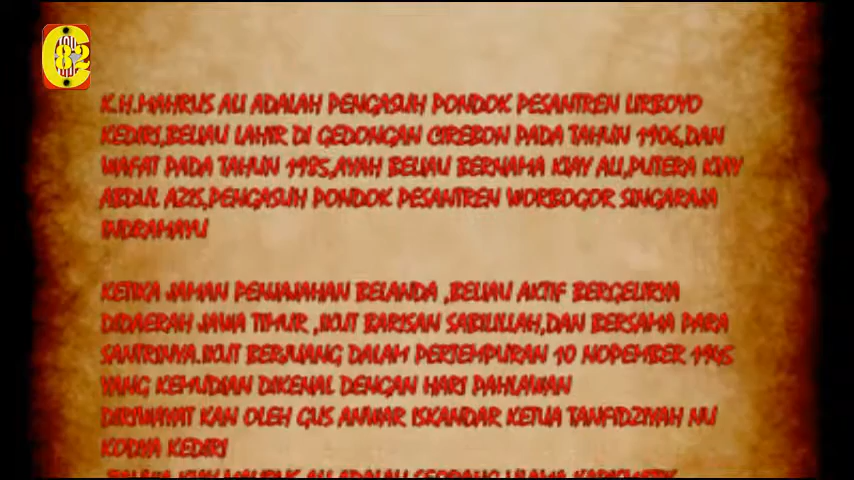 C 82
K.H.MAHRUS ALI ADALAH PENGASUH PONDOK PESANTREN LIRBOYO
KEDIRI,BELIAU LAHIR DI GEDONGAN CIREBON PADA TAHUN 1906,DAN
WAFAT PADA TAHUN 1985,AYAH BELIAU BERNAMA KIAY ALI,PUTERA KIAY
ABDUL AZIS,PENGASUH PONDOK PESANTREN WORBOGOR SINGARAJA
INDRAMAYU
KETIKA JAMAN PENJAJAHAN BELANDA ,BELIAU AKTIF BERGELIRYA
DIDAERAH JAWA TIMUR ,IKUT BARISAN SABILILLAH,DAN BERSAMA PARA
SANTRINYA.IKUT BERJUANG DALAM PERTEMPURAN 10 NOPEMBER 1945
YANG KEMUDIAN DIKENAL DENGAN HARI PAHLAWAN
DIRIWAYAT KAN OLEH GUS ANWAR ISKANDAR KETUA TANFIDZIYAH NU
KODYA KEDIRI